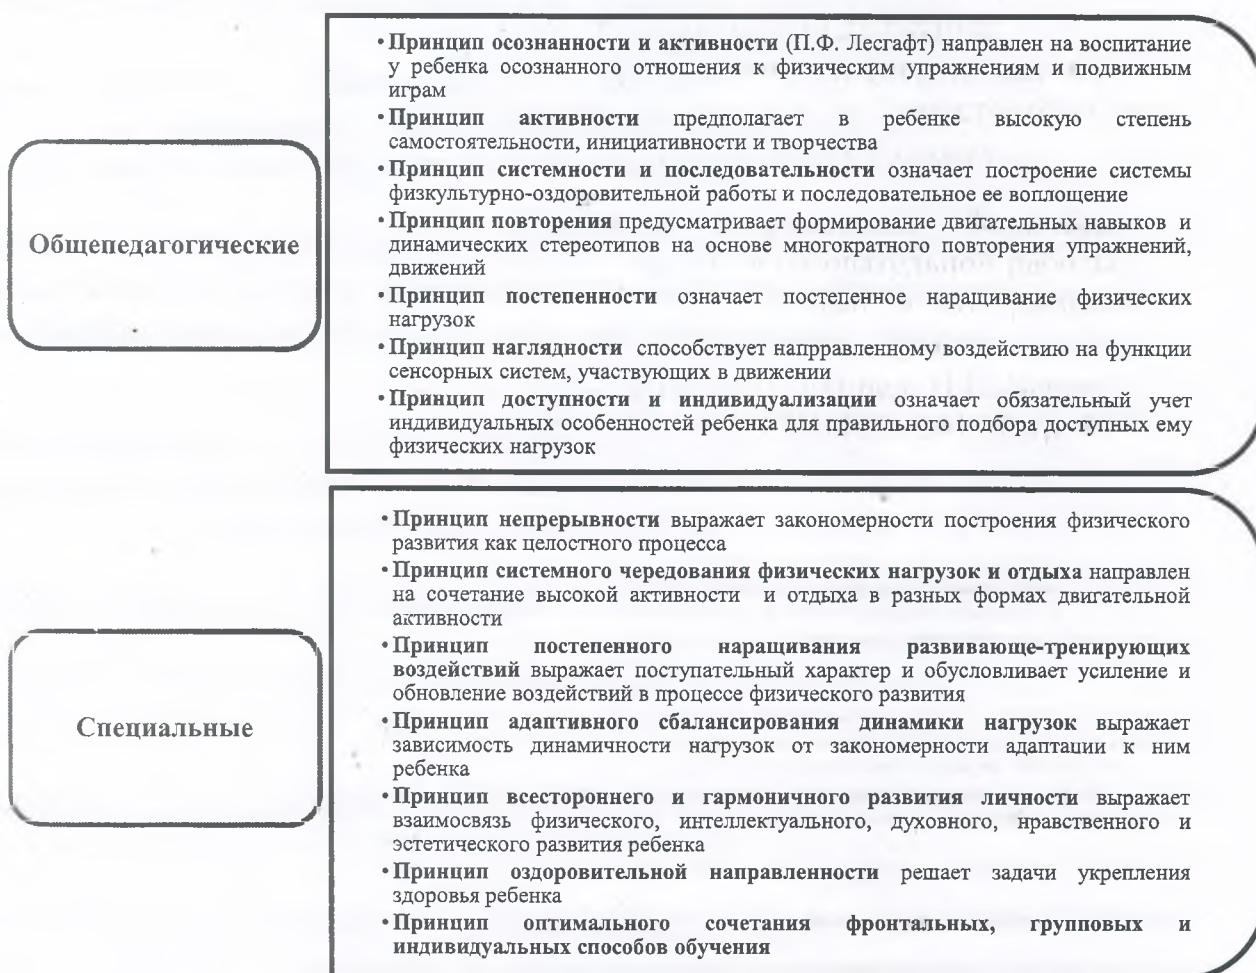 Общепедагогические
•Принцип осознанности и активности (П.Ф. Лесгафт) направлен на воспитание
у ребенка осознанного отношения к физическим упражнениям и подвижным
играм
•Принцип активности предполагает в ребенке высокую степень
самостоятельности, инициативности и творчества
•Принцип системности и последовательности означает построение системы
физкультурно-оздоровительной работы и последовательное ее воплощение
•Принцип повторения предусматривает формирование двигательных навыков и
динамических стереотипов на основе многократного повторения упражнений,
движений
•Принцип постепенности означает постепенное наращивание физических
нагрузок
•Принцип наглядности способствует напрравленному воздействию на функции
сенсорных систем, участвующих в движении
•Принцип доступности и индивидуализации означает обязательный учет
индивидуальных особенностей ребенка для правильного подбора доступных ему
физических нагрузок
Специальные
•Принцип непрерывности выражает закономерности построения физического
развития как целостного процесса
•Принцип системного чередования физических нагрузок и отдыха направлен
на сочетание высокой активности и отдыха в разных формах двигательной
активности
•Принцип постепенного наращивания развивающе-тренирующих
воздействий выражает поступательный характер и обусловливает усиление и
обновление воздействий в процессе физического развития
•Принцип адаптивного сбалансирования динамики нагрузок выражает
зависимость динамичности нагрузок от закономерности адаптации к ним
ребенка
•Принцип всестороннего и гармоничного развития личности выражает
взаимосвязь физического, интеллектуального, духовного, нравственного и
эстетического развития ребенка
•Принцип оздоровительной направленности решает задачи укрепления
здоровья ребенка
•Принцип оптимального сочетания фронтальных, групповых и
индивидуальных способов обучения